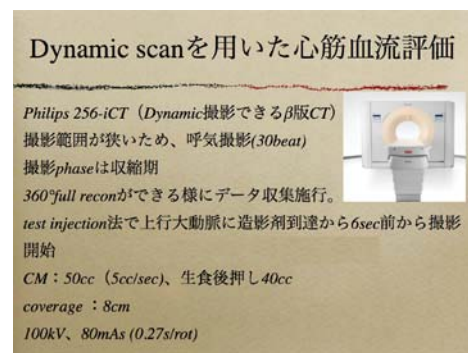 Dynamic scanを用いた心筋血流評価
Philips 256-iCT（Dynamic撮影できるβ版CT）
撮影範囲が狭いため、呼気撮影(30beat)
撮影phaseは収縮期
360°full reconができる様にデータ収集施行。
test injection法で上行大動脈に造影剤到達から6sec前から撮影
開始
CM：50cc（5cc/sec）、生食後押し40cc
coverage ：8cm
100kV、80mAs (0.27s/rot)